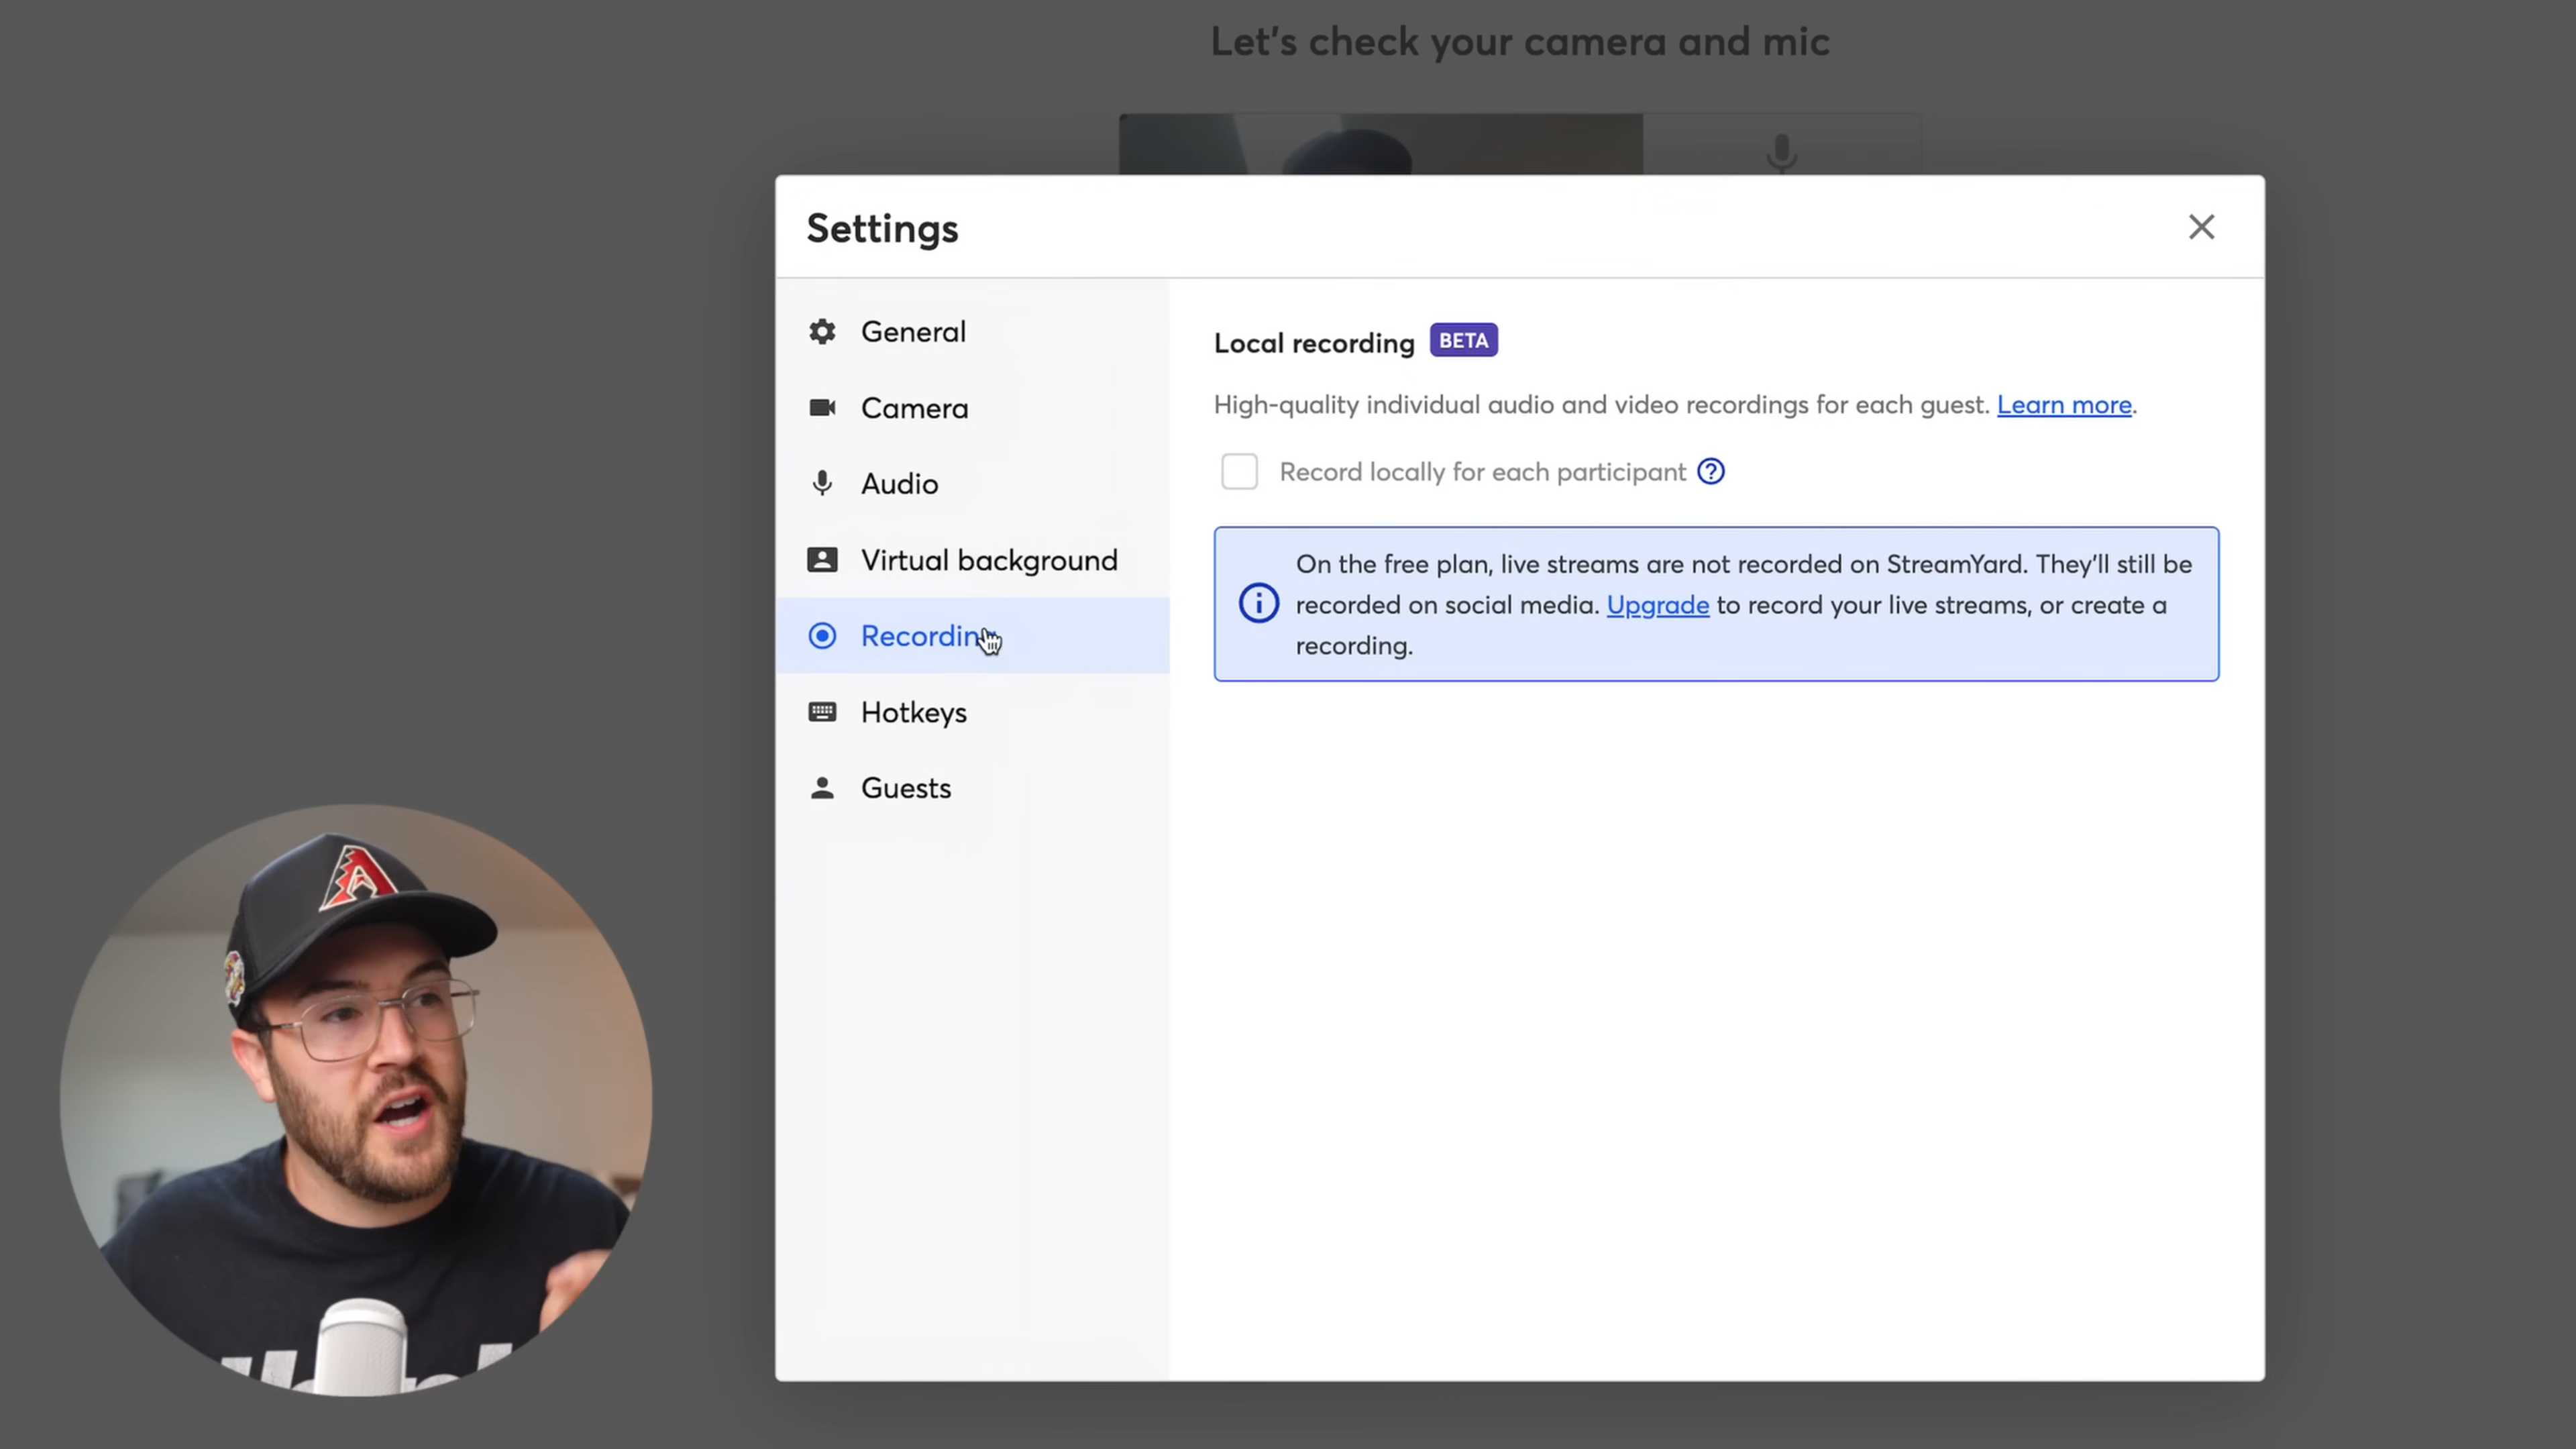 Let's check your camera and mic
Settings
General
Camera
Audio
Virtual background
Recording
Hotkeys
Guests
Local recording BETA
High-quality individual audio and video recordings for each guest. Learn more.
Record locally for each participant
On the free plan, live streams are not recorded on StreamYard. They'll still be
recorded on social media. Upgrade to record your live streams, or create a
recording.
A